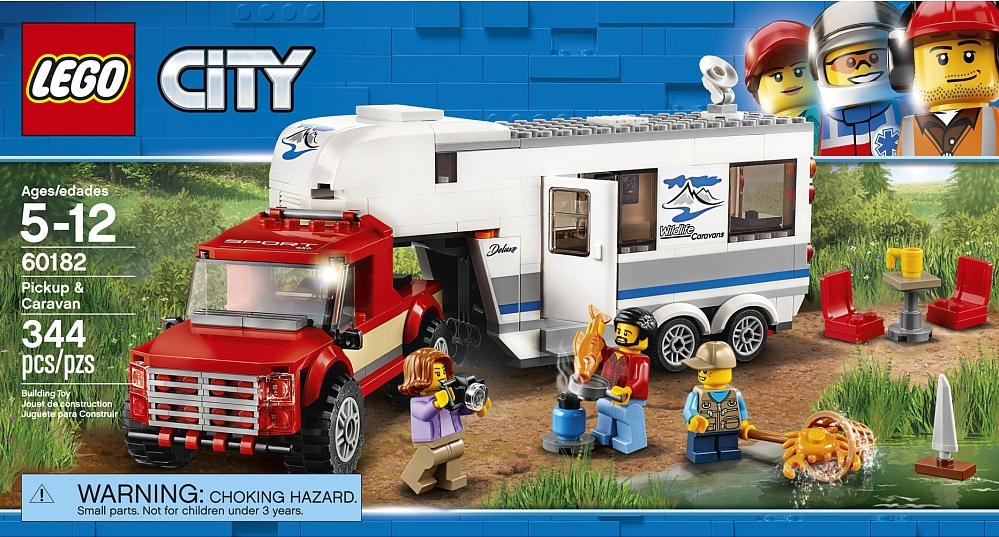 LEGO
CITY
Ages/edades
5-12
60182
Pickup &
Caravan
344
pcs/pzs
Building Toy
Jouet de construction
Juguete para Construir
SPORT
Deluxe
Wildlife Caravans
WARNING: CHOKING HAZARD.
Small parts. Not for children under 3 years.